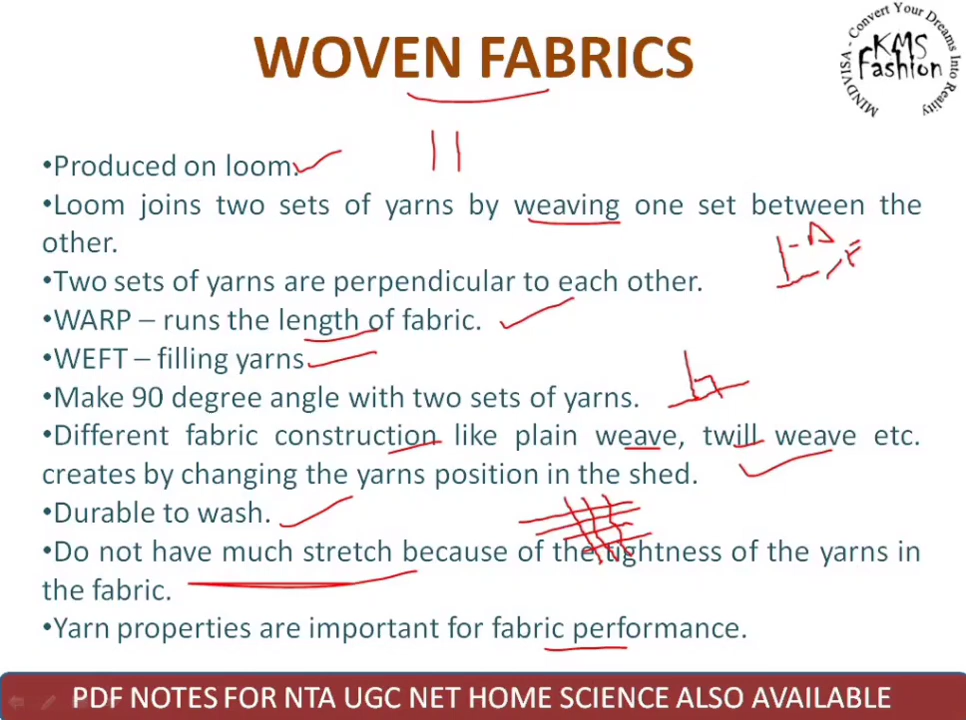 WOVEN FABRICS
MINDVISA - Convert Your Dreams Into Reality
KMS
Fashion
•Produced on loom.
•Loom joins two sets of yarns by weaving one set between the
other.
•Two sets of yarns are perpendicular to each other.
•WARP – runs the length of fabric.
•WEFT – filling yarns
•Make 90 degree angle with two sets of yarns.
•Different fabric construction like plain weave, twill weave etc.
creates by changing the yarns position in the shed.
•Durable to wash.
•Do not have much stretch because of the tightness of the yarns in
the fabric.
•Yarn properties are important for fabric performance.
PDF NOTES FOR NTA UGC NET HOME SCIENCE ALSO AVAILABLE